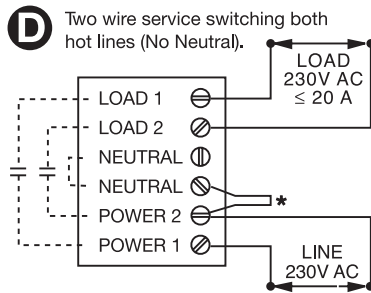 D
Two wire service switching both
hot lines (No Neutral).
LOAD
230V AC
≤ 20 A
LOAD 1
LOAD 2
NEUTRAL
NEUTRAL
*
POWER 2
POWER 1
LINE
230V AC